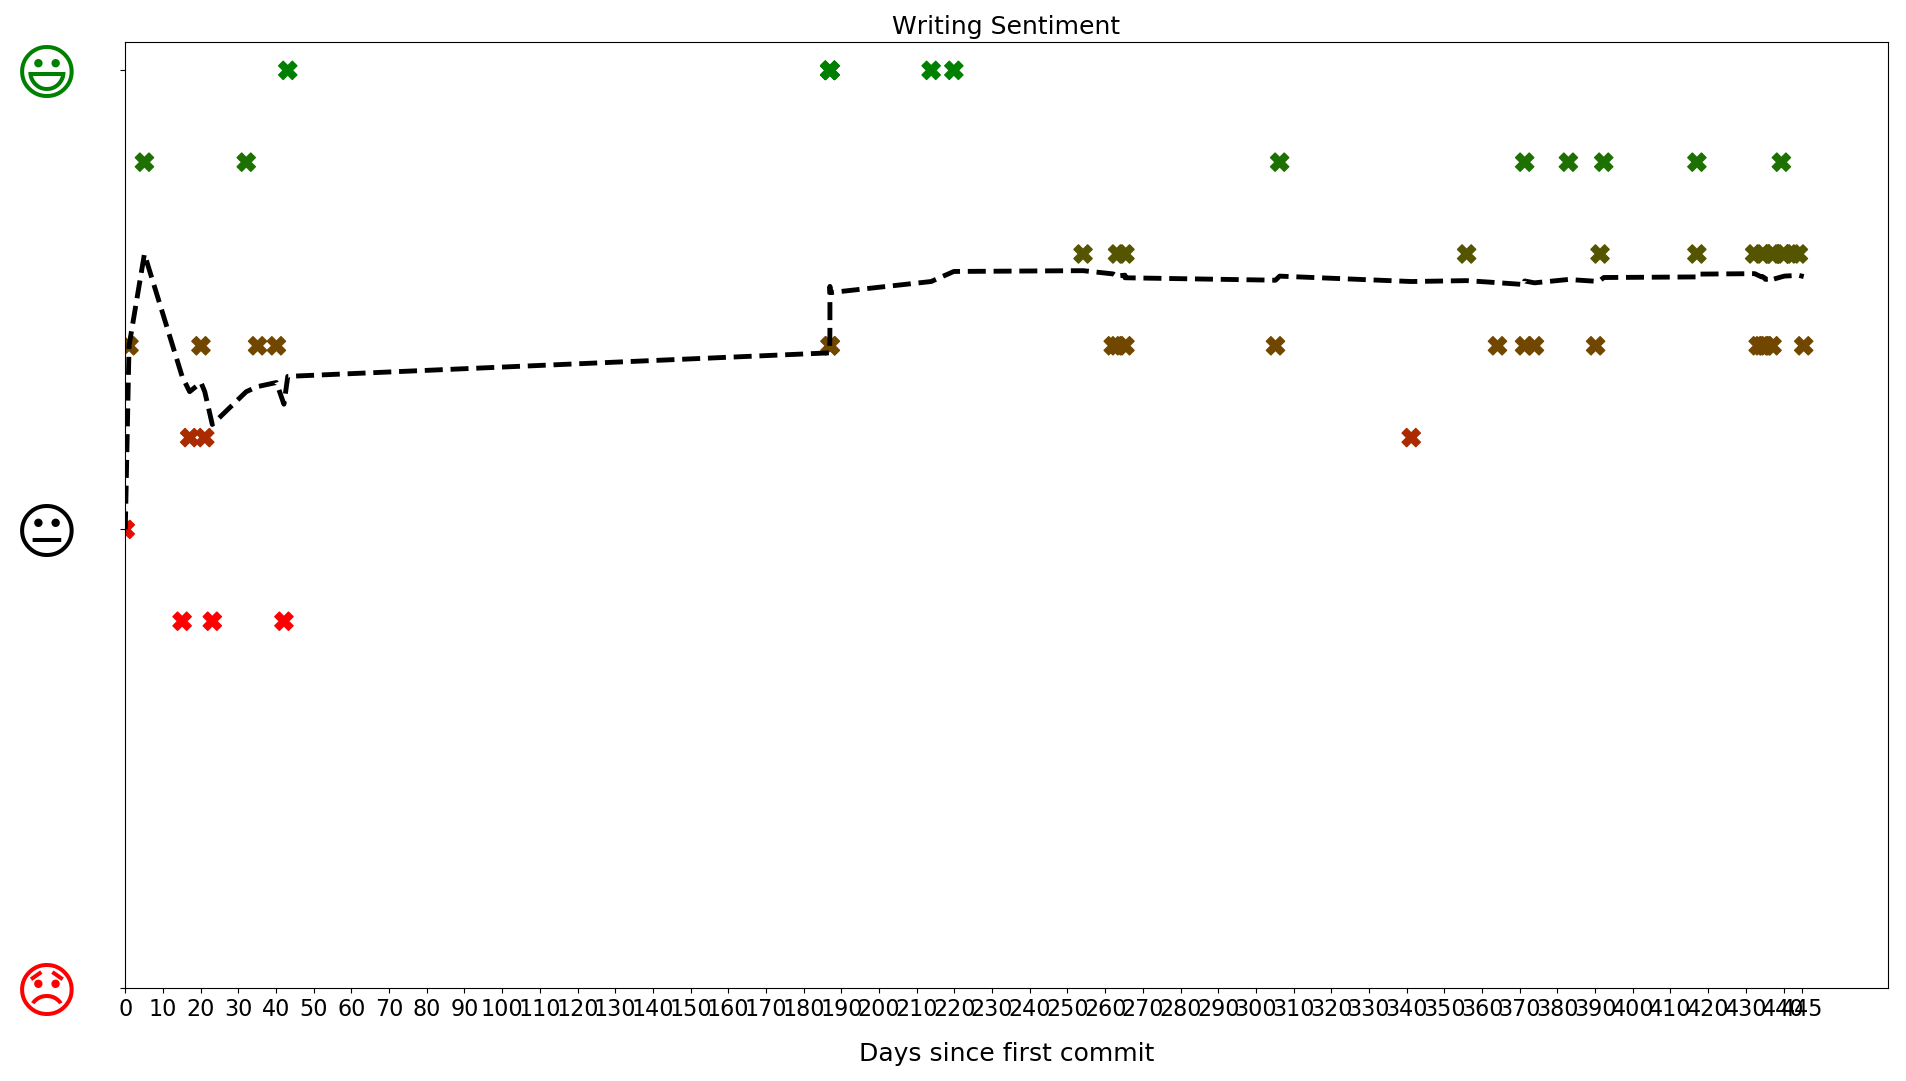 Writing Sentiment
0 10 20 30 40 50 60 70 80 90 100 110 120 130 140 150 160 170 180 190 200 210 220 230 240 250 260 270 280 290 300 310 320 330 340 350 360 370 380 390 400 410 420 430 440 445
Days since first commit